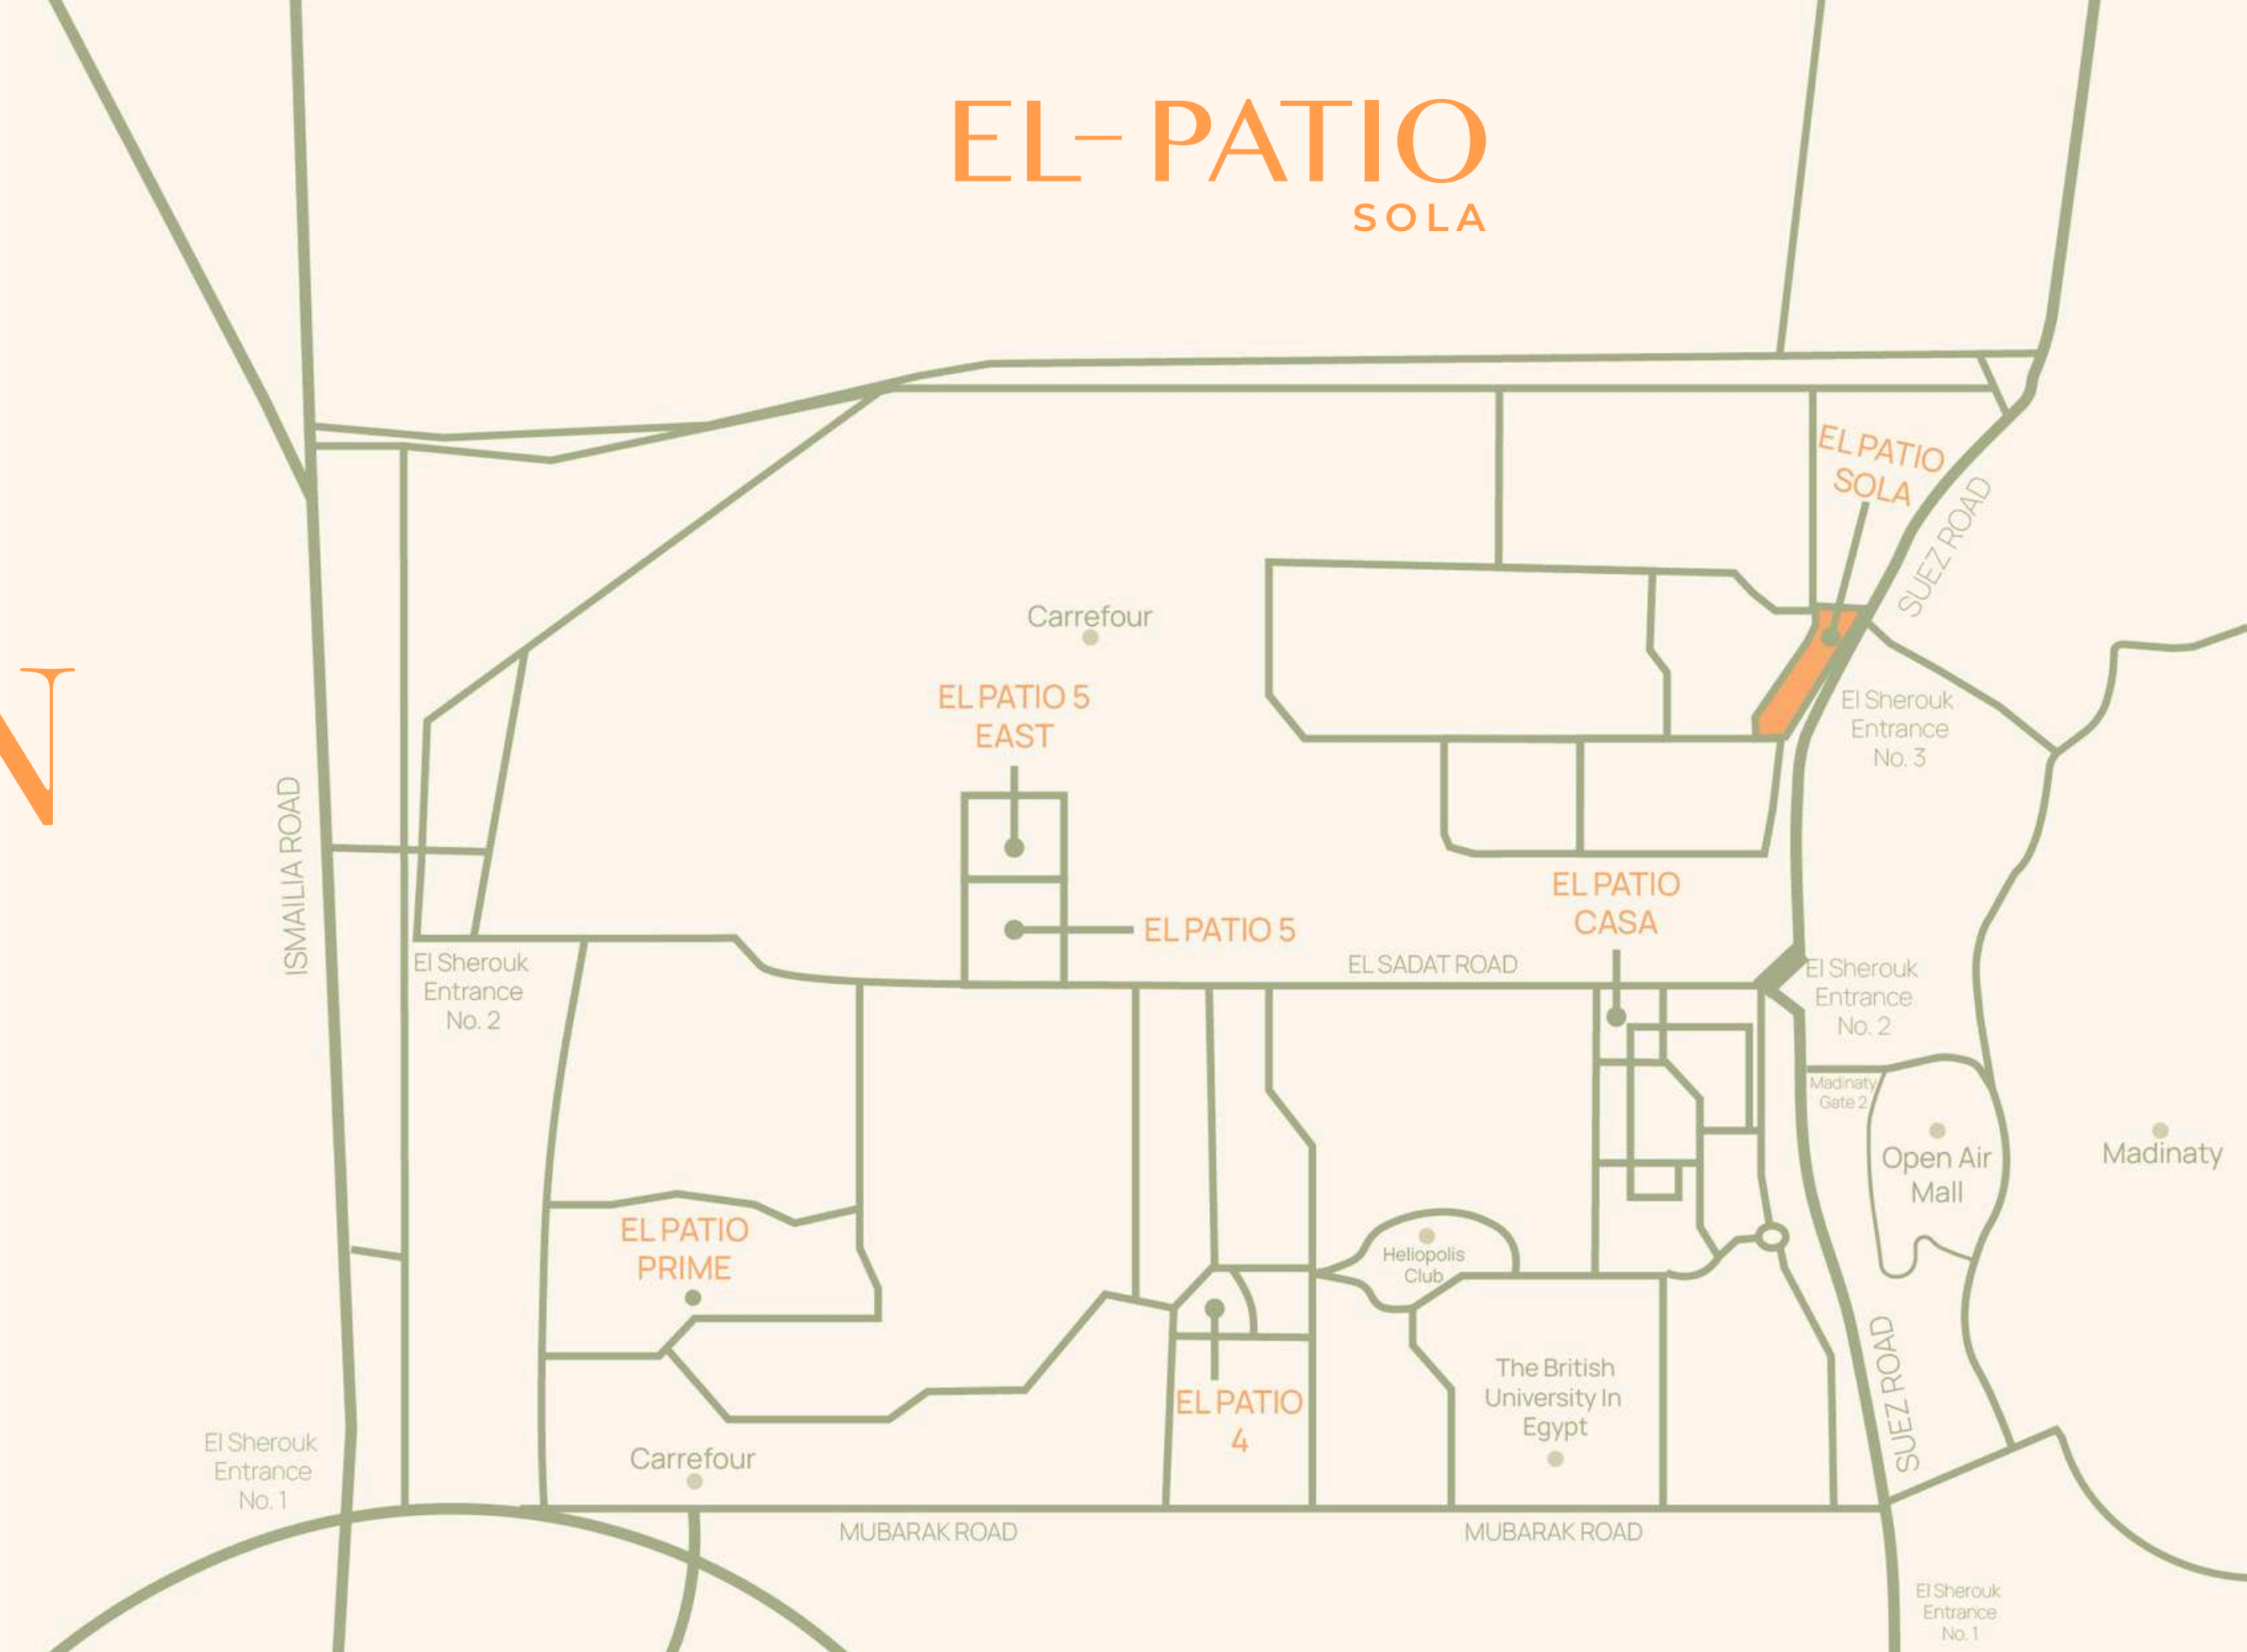 EL-PATIO
SOLA
EL PATIO
SOLA
SUEZ ROAD
Carrefour
N
EL PATIO 5
EAST
El Sherouk
Entrance
No. 3
ISMAILIA ROAD
EL PATIO
CASA
EL PATIO 5
EL SADAT ROAD
El Sherouk
Entrance
No. 2
El Sherouk
Entrance
No. 2
Madinaty
Gate 2
Open Air
Mall
Madinaty
EL PATIO
PRIME
Heliopolis
Club
SUEZ ROAD
The British
University In
Egypt
EL PATIO
4
El Sherouk
Entrance
No. 1
Carrefour
MUBARAK ROAD
MUBARAK ROAD
El Sherouk
Entrance
No. 1